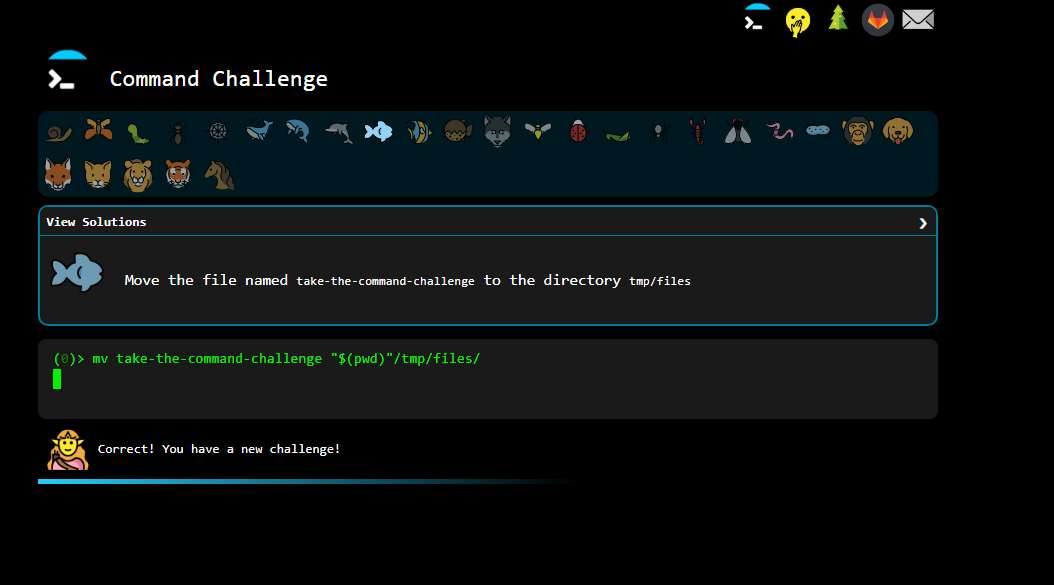 Command Challenge
View Solutions
Move the file named take-the-command-challenge to the directory tmp/files
(0)> mv take-the-command-challenge "$(pwd)"/tmp/files/
Correct! You have a new challenge!